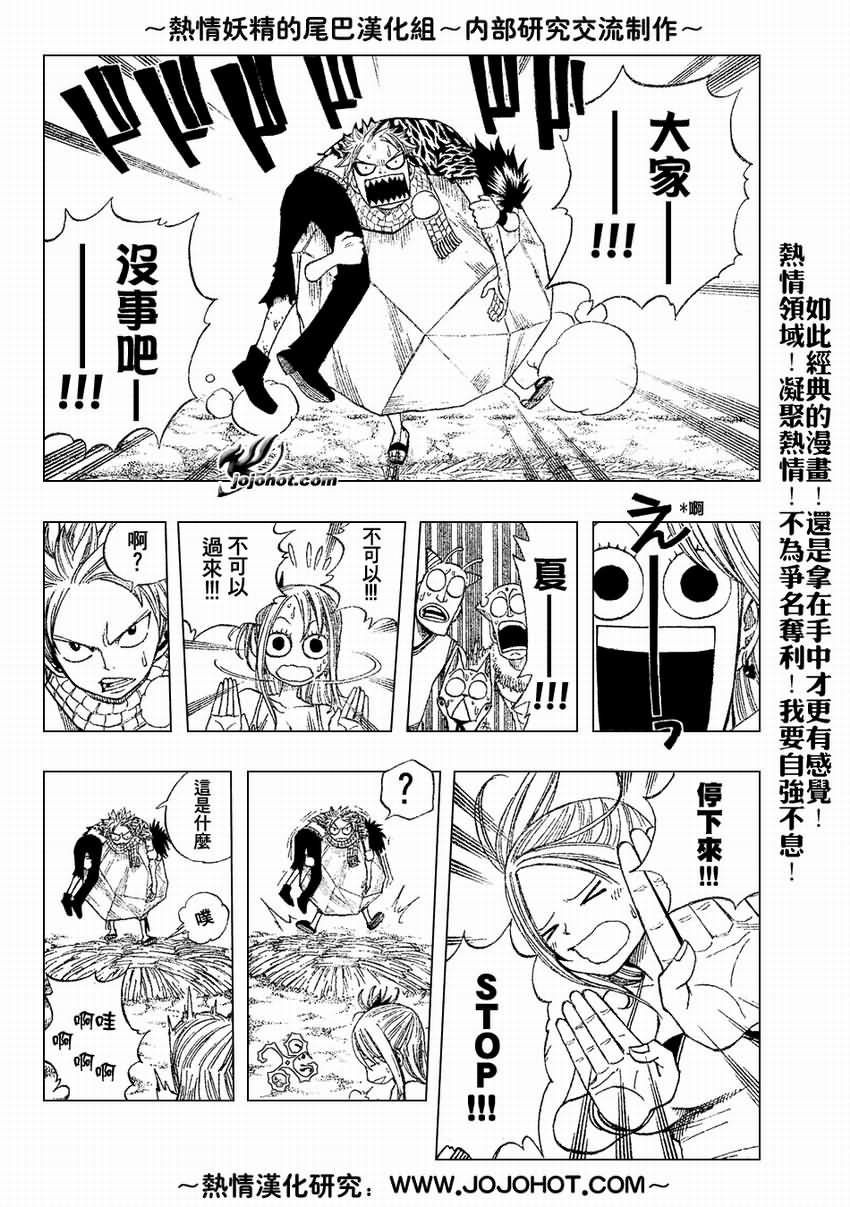 ～熱情妖精的尾巴漢化組～内部研究交流制作～
ドドドドド
大家——!!!
沒事吧——!!!
jojohot.com
如此經典的漫畫！還是拿在手中才更有感覺！
熱情領域！凝聚熱情！不為爭名奪利！我要自強不息！
*啊
え——っ
夏——!!!
不可以!!!
不可以
過來!!!
啊？
停下來!!!
STOP!!!
？
這是什麼
噗
哇啊
啊啊
啊啊
～熱情漢化研究：WWW.JOJOHOT.COM～